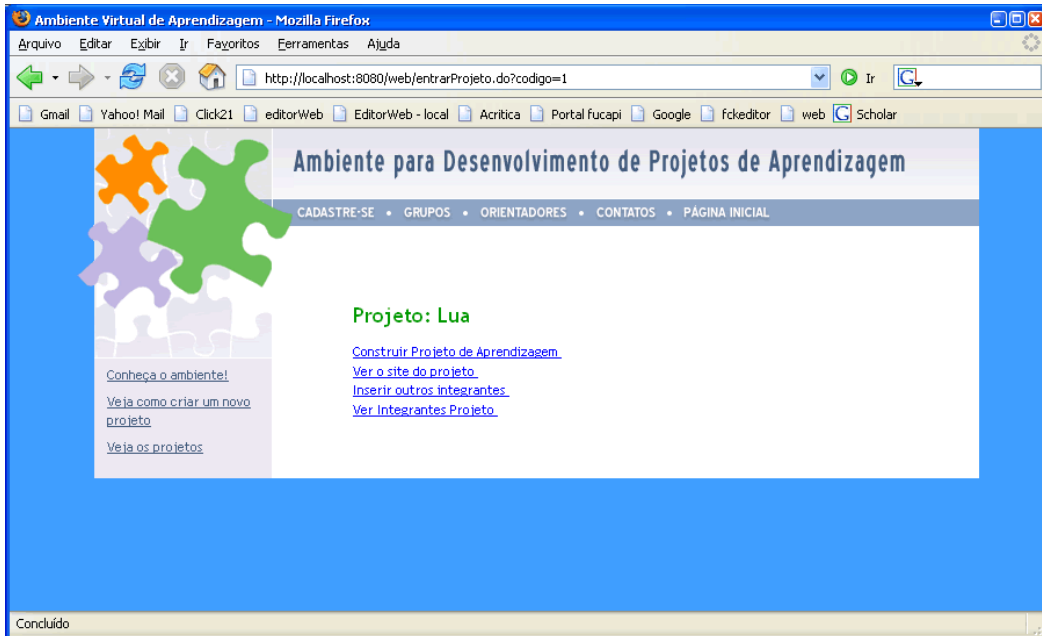 Ambiente Virtual de Aprendizagem - Mozilla Firefox
Arquivo Editar Exibir Ir Favoritos Ferramentas Ajuda
http://localhost:8080/web/entrarProjeto.do?codigo=1 Ir G
Gmail Yahoo! Mail Click21 editorWeb EditorWeb - local Acritica Portal fucapi Google fckeditor web G Scholar
Ambiente para Desenvolvimento de Projetos de Aprendizagem
CADASTRE-SE • GRUPOS • ORIENTADORES • CONTATOS • PÁGINA INICIAL
Projeto: Lua
Construir Projeto de Aprendizagem
Ver o site do projeto
Inserir outros integrantes
Ver Integrantes Projeto
Conheça o ambiente!
Veja como criar um novo
projeto
Veja os projetos
Concluído